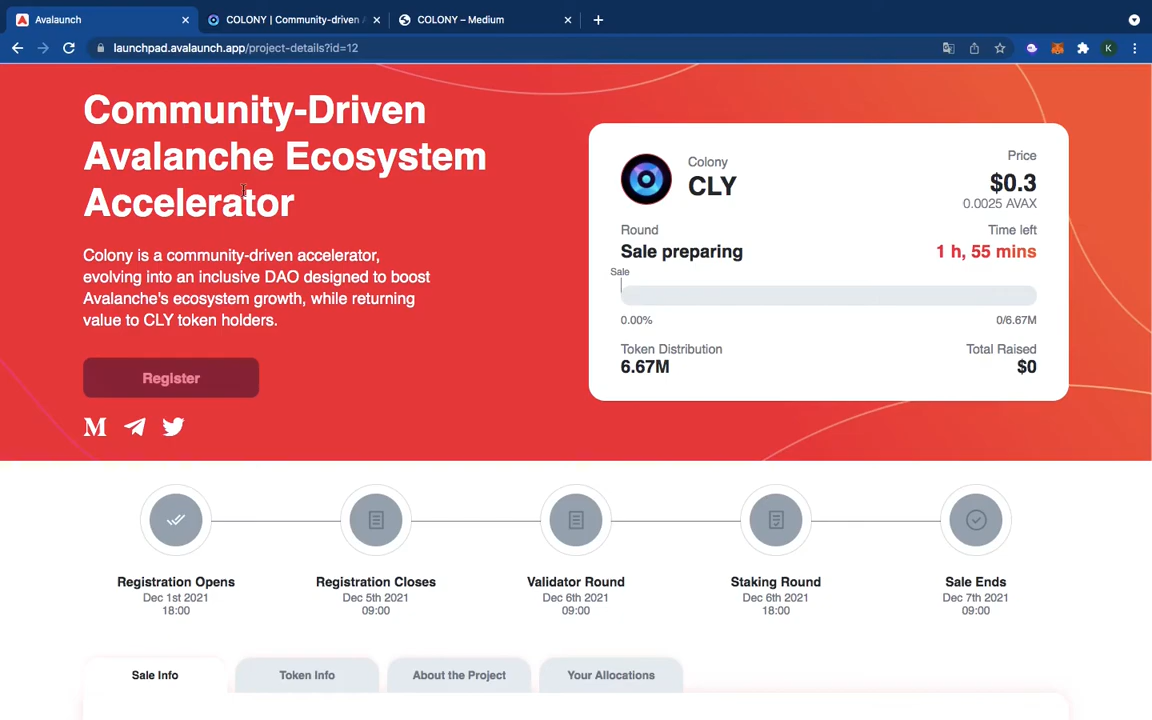 Avalaunch
COLONY | Community-driven A
COLONY – Medium
launchpad.avalaunch.app/project-details?id=12
K
Community-Driven
Avalanche Ecosystem
Accelerator
Colony is a community-driven accelerator,
evolving into an inclusive DAO designed to boost
Avalanche's ecosystem growth, while returning
value to CLY token holders.
Register
Colony
CLY
Price
$0.3
0.0025 AVAX
Round
Sale preparing
Time left
1 h, 55 mins
Sale
0.00%
0/6.67M
Token Distribution
6.67M
Total Raised
$0
Registration Opens
Dec 1st 2021
18:00
Registration Closes
Dec 5th 2021
09:00
Validator Round
Dec 6th 2021
09:00
Staking Round
Dec 6th 2021
18:00
Sale Ends
Dec 7th 2021
09:00
Sale Info
Token Info
About the Project
Your Allocations